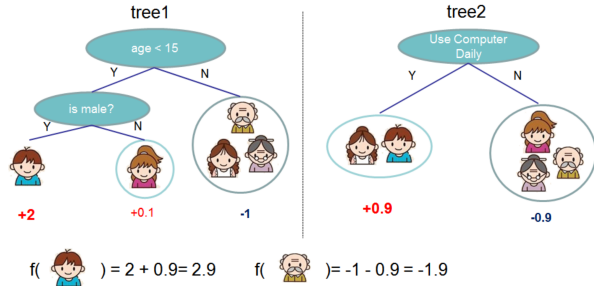 tree1
tree2
age < 15
Use Computer
Daily
Y
N
Y
N
is male?
Y
N
+2
+0.1
-1
+0.9
-0.9
f( ) = 2 + 0.9= 2.9
f( )= -1 - 0.9 = -1.9